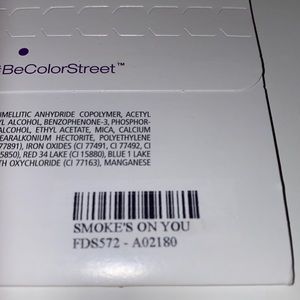 #BeColorStreet™
IMELLITIC ANHYDRIDE COPOLYMER, ACETYL
YL ALCOHOL, BENZOPHENONE-3, PHOSPHOR-
ALCOHOL, ETHYL ACETATE, MICA, CALCIUM
EARALKONIUM HECTORITE, POLYETHYLENE
77891), IRON OXIDES (CI 77491, CI 77492, CI
15850), RED 34 LAKE (CI 15880), BLUE 1 LAKE
TH OXYCHLORIDE (CI 77163), MANGANESE
SMOKE'S ON YOU
FDS572 - A02180